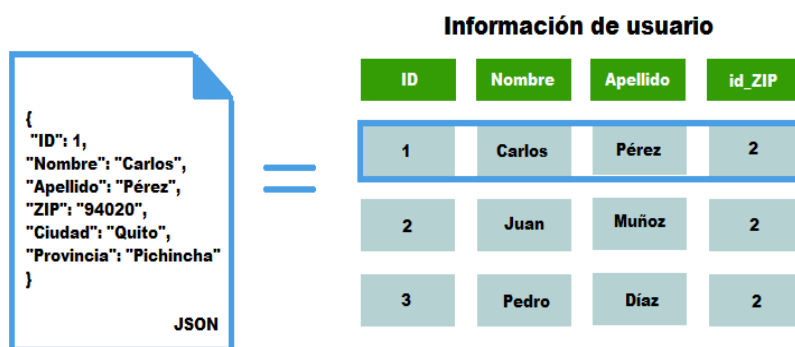 Información de usuario
{
"ID": 1,
"Nombre": "Carlos",
"Apellido": "Pérez",
"ZIP": "94020",
"Ciudad": "Quito",
"Provincia": "Pichincha"
}
JSON
ID Nombre Apellido id_ZIP
1 Carlos Pérez 2
2 Juan Muñoz 2
3 Pedro Díaz 2